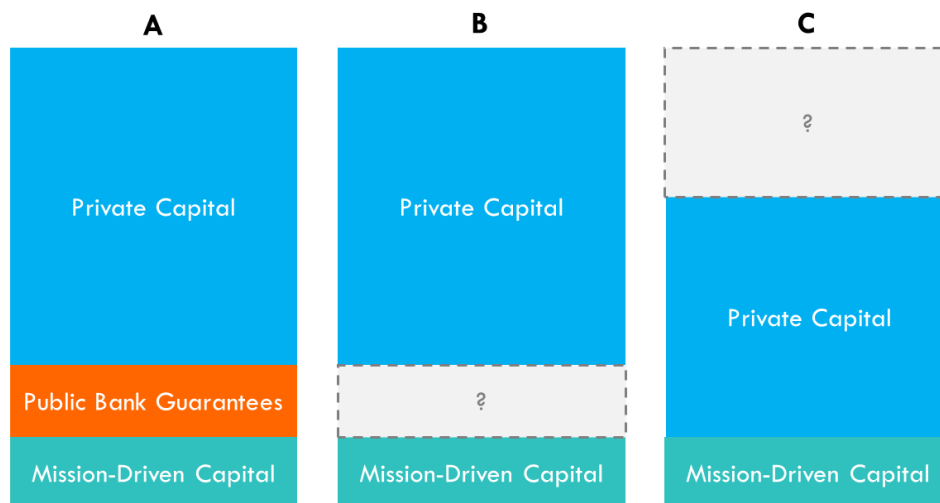 A
B
C
Private Capital
Public Bank Guarantees
Mission-Driven Capital
Private Capital
?
Mission-Driven Capital
?
Private Capital
Mission-Driven Capital